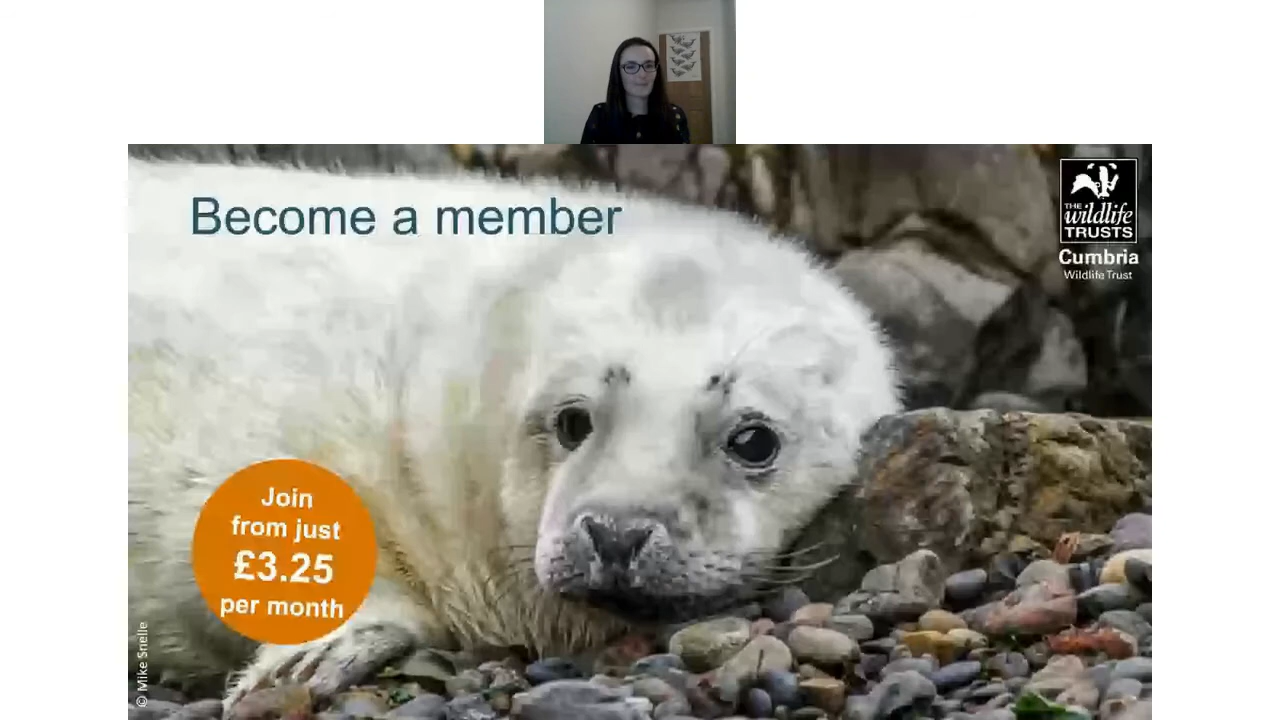 Become a member
THE
wildlife
TRUSTS
Cumbria
Wildlife Trust
Join
from just
£3.25
per month
© Mike Snelle